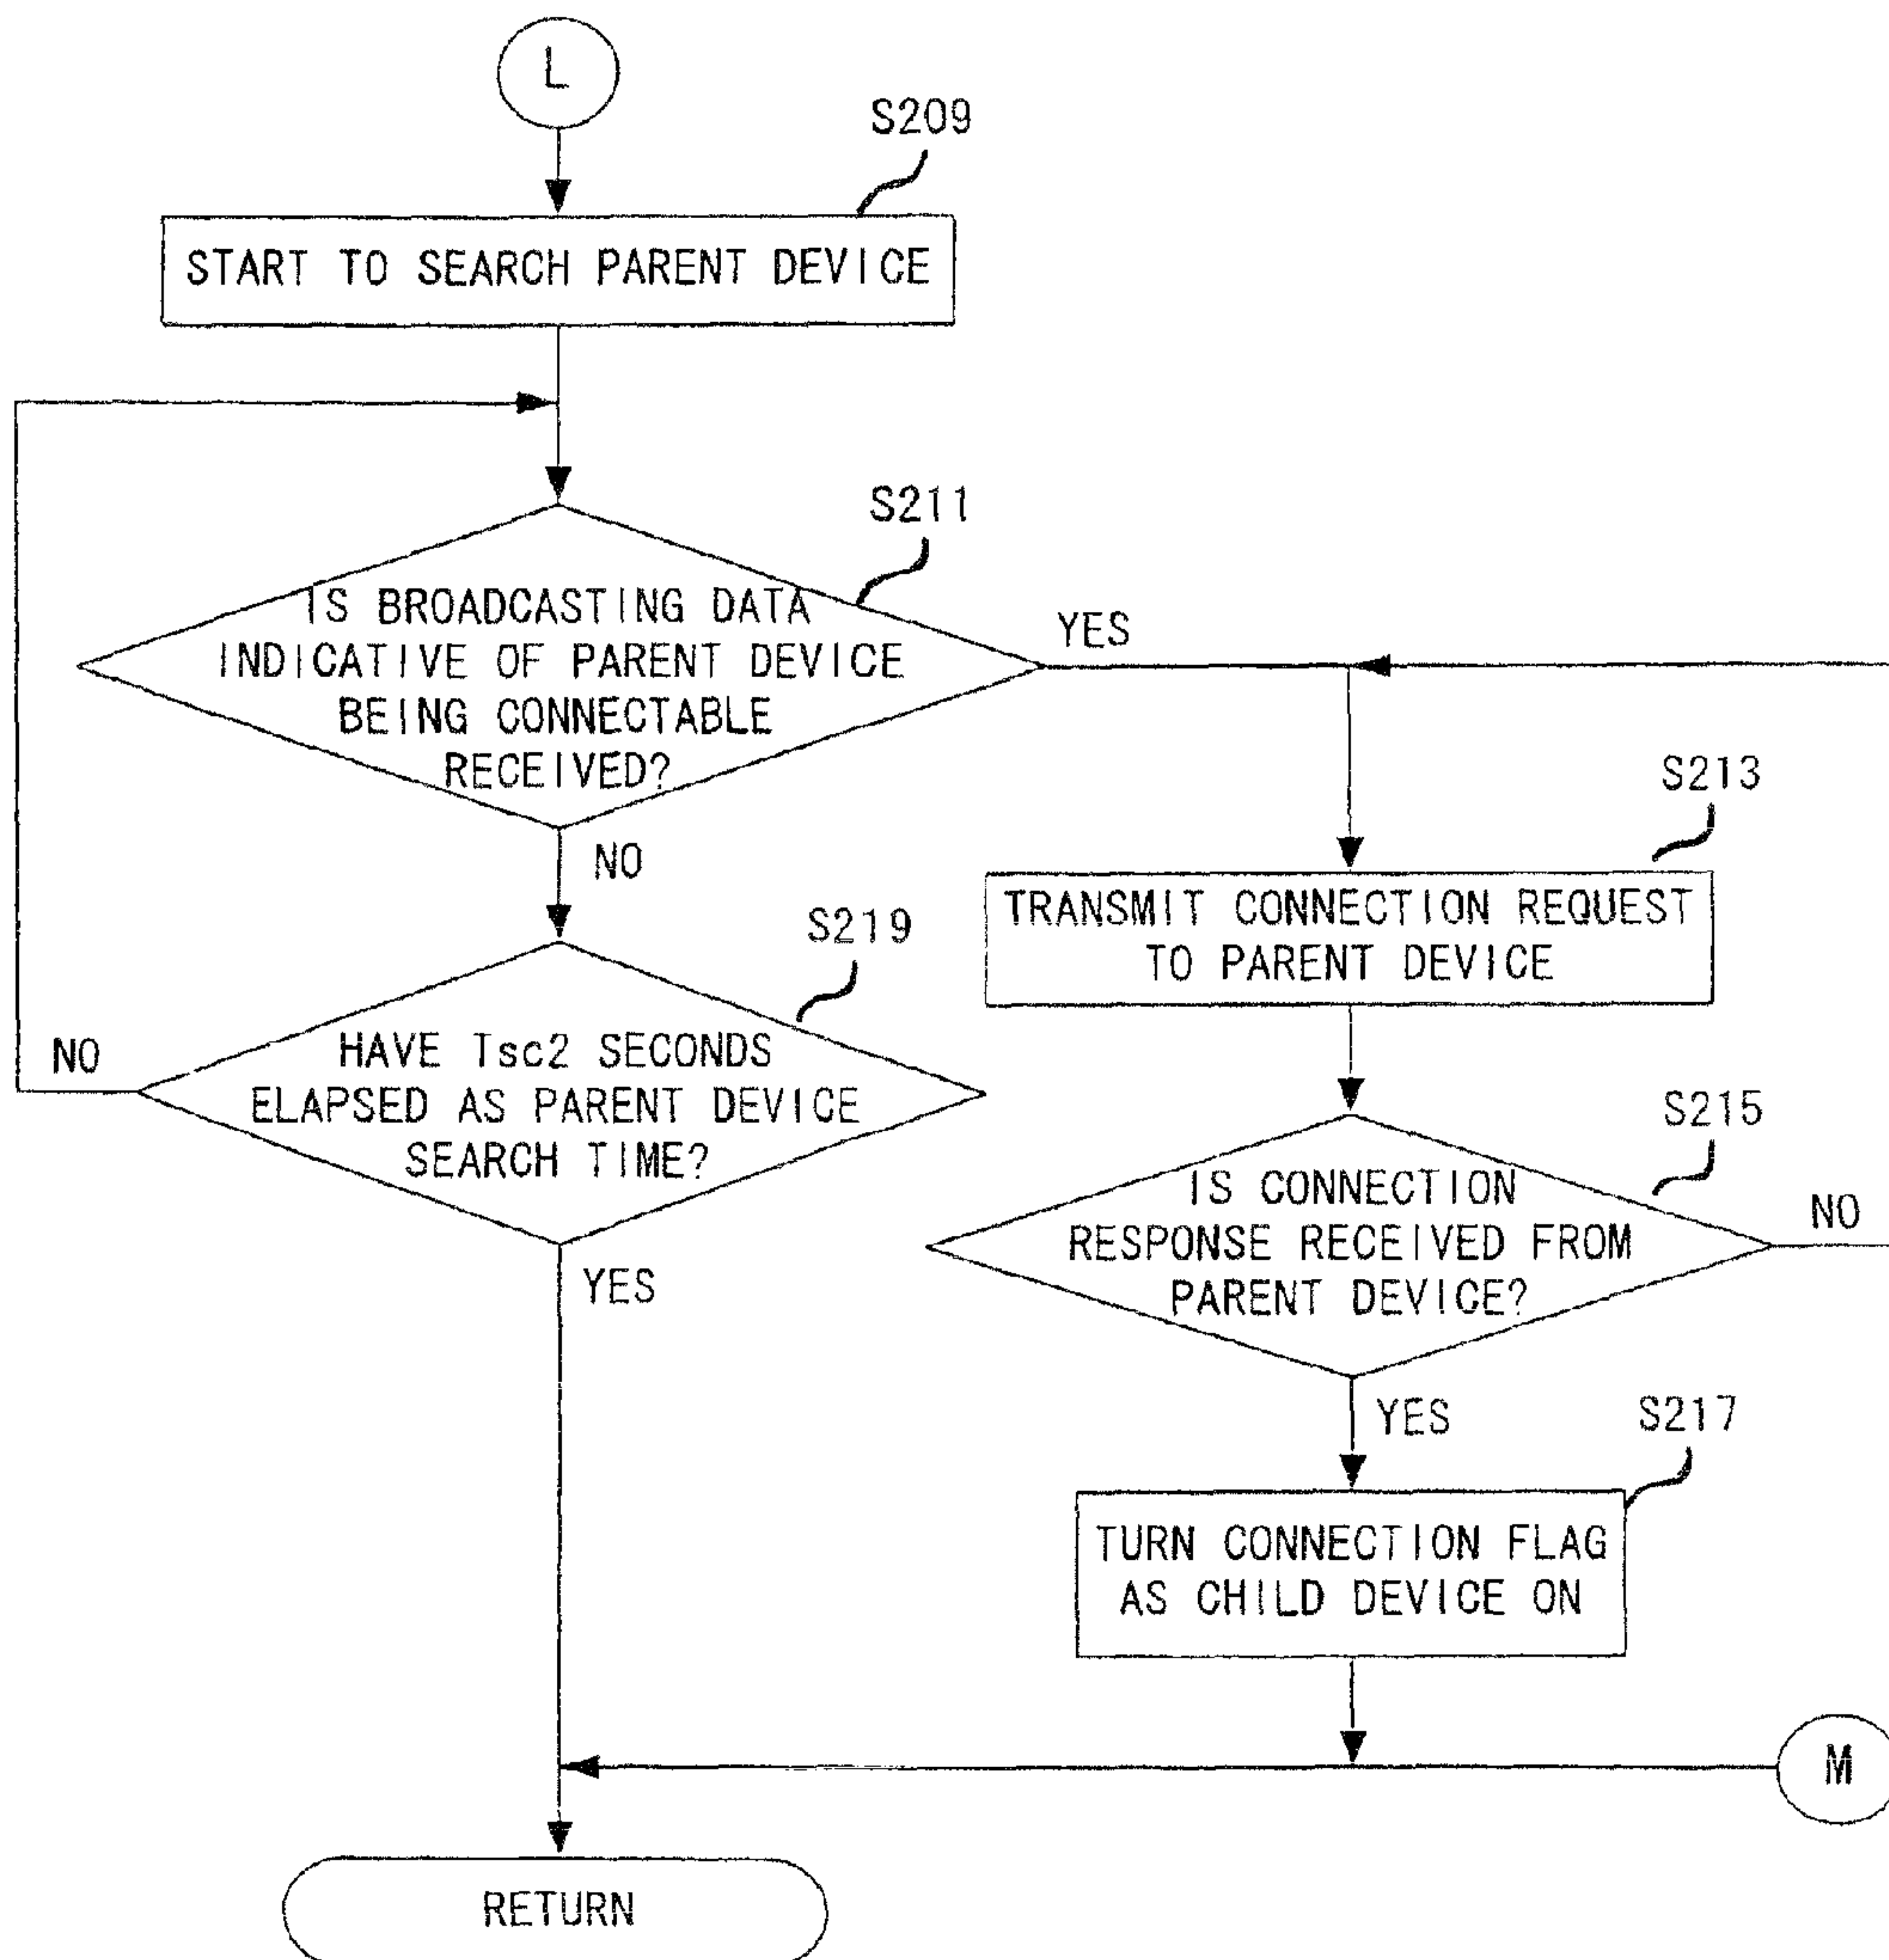 L
S209
START TO SEARCH PARENT DEVICE
S211
IS BROADCASTING DATA
INDICATIVE OF PARENT DEVICE
BEING CONNECTABLE
RECEIVED?
YES
NO
S213
TRANSMIT CONNECTION REQUEST
TO PARENT DEVICE
S219
HAVE Tsc2 SECONDS
ELAPSED AS PARENT DEVICE
SEARCH TIME?
NO
YES
S215
IS CONNECTION
RESPONSE RECEIVED FROM
PARENT DEVICE?
NO
YES
S217
TURN CONNECTION FLAG
AS CHILD DEVICE ON
M
RETURN